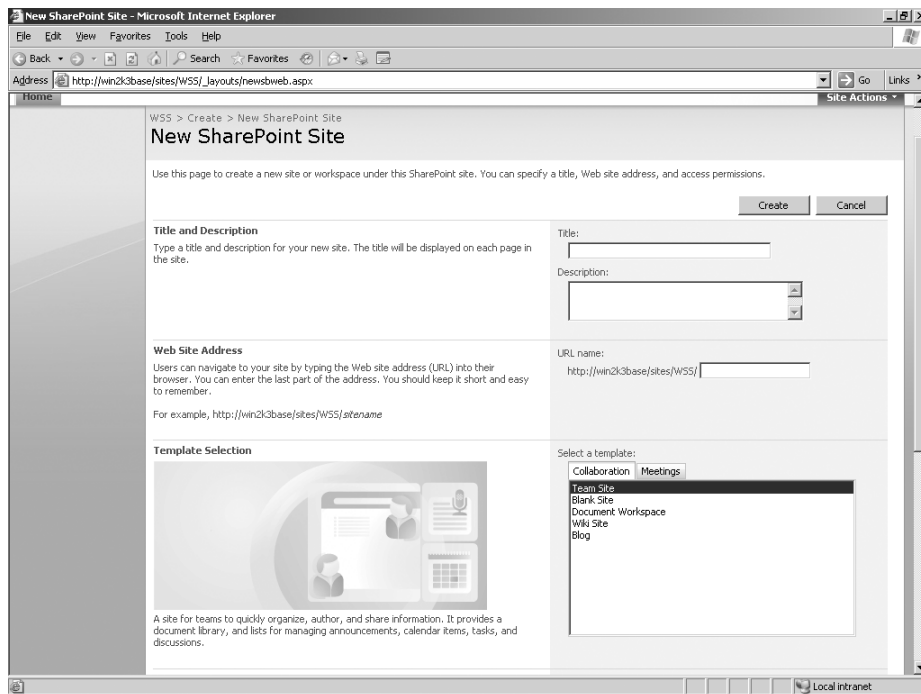 New SharePoint Site - Microsoft Internet Explorer
File Edit View Favorites Tools Help
Back Search Favorites
Address http://win2k3base/sites/WSS/_layouts/newsbweb.aspx Go Links
Home Site Actions
WSS > Create > New SharePoint Site
New SharePoint Site
Use this page to create a new site or workspace under this SharePoint site. You can specify a title, Web site address, and access permissions.
Create Cancel
Title and Description
Type a title and description for your new site. The title will be displayed on each page in
the site.
Title:
Description:
Web Site Address
Users can navigate to your site by typing the Web site address (URL) into their
browser. You can enter the last part of the address. You should keep it short and easy
to remember.
For example, http://win2k3base/sites/WSS/sitename
URL name:
http://win2k3base/sites/WSS/
Template Selection
A site for teams to quickly organize, author, and share information. It provides a
document library, and lists for managing announcements, calendar items, tasks, and
discussions.
Select a template:
Collaboration Meetings
Team Site
Blank Site
Document Workspace
Wiki Site
Blog
Local intranet